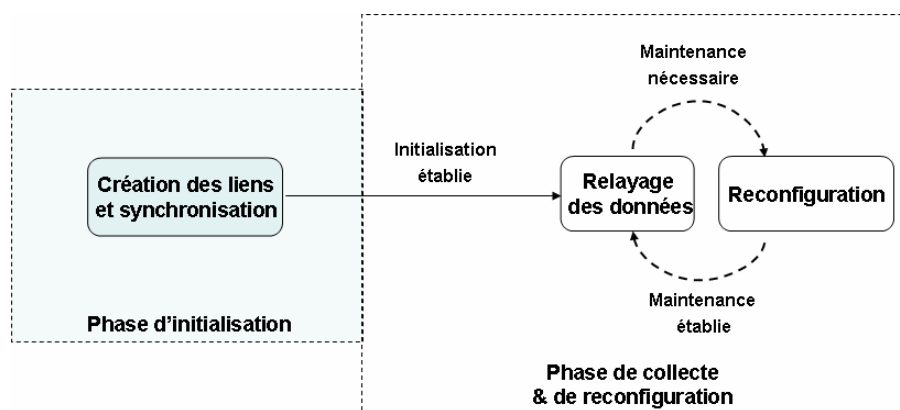 Maintenance
nécessaire
Initialisation
établie
Création des liens
et synchronisation
Relayage
des données
Reconfiguration
Maintenance
établie
Phase d'initialisation
Phase de collecte
& de reconfiguration